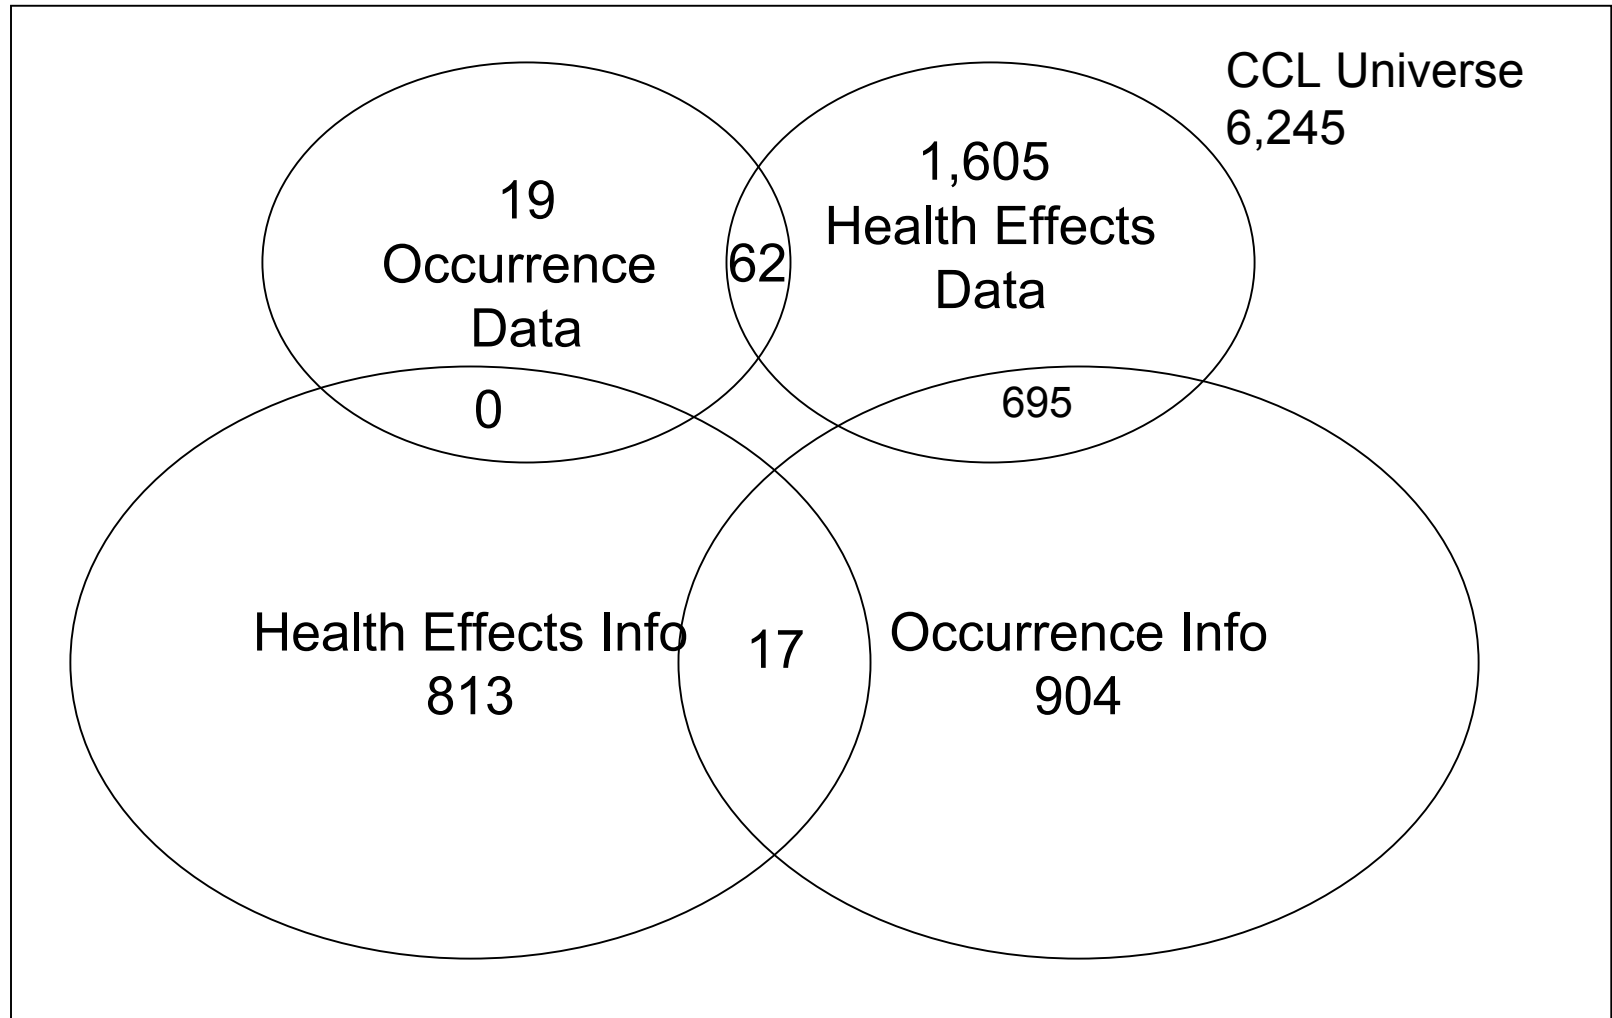 CCL Universe
6,245
19
Occurrence
Data
62
1,605
Health Effects
Data
0
695
Health Effects Info
813
17
Occurrence Info
904